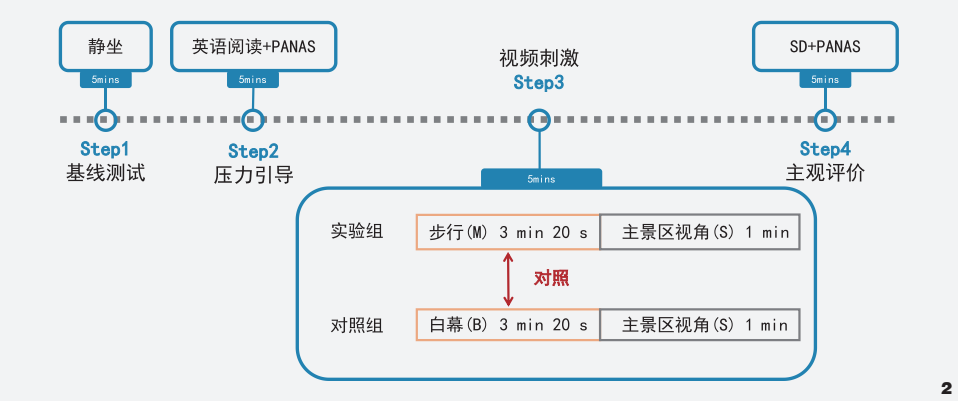 静坐
5mins
Step1
基线测试
英语阅读+PANAS
5mins
Step2
压力引导
视频刺激
Step3
5mins
SD+PANAS
5mins
Step4
主观评价
实验组
步行(M) 3 min 20 s
主景区视角(S) 1 min
对照
对照组
白幕(B) 3 min 20 s
主景区视角(S) 1 min
2